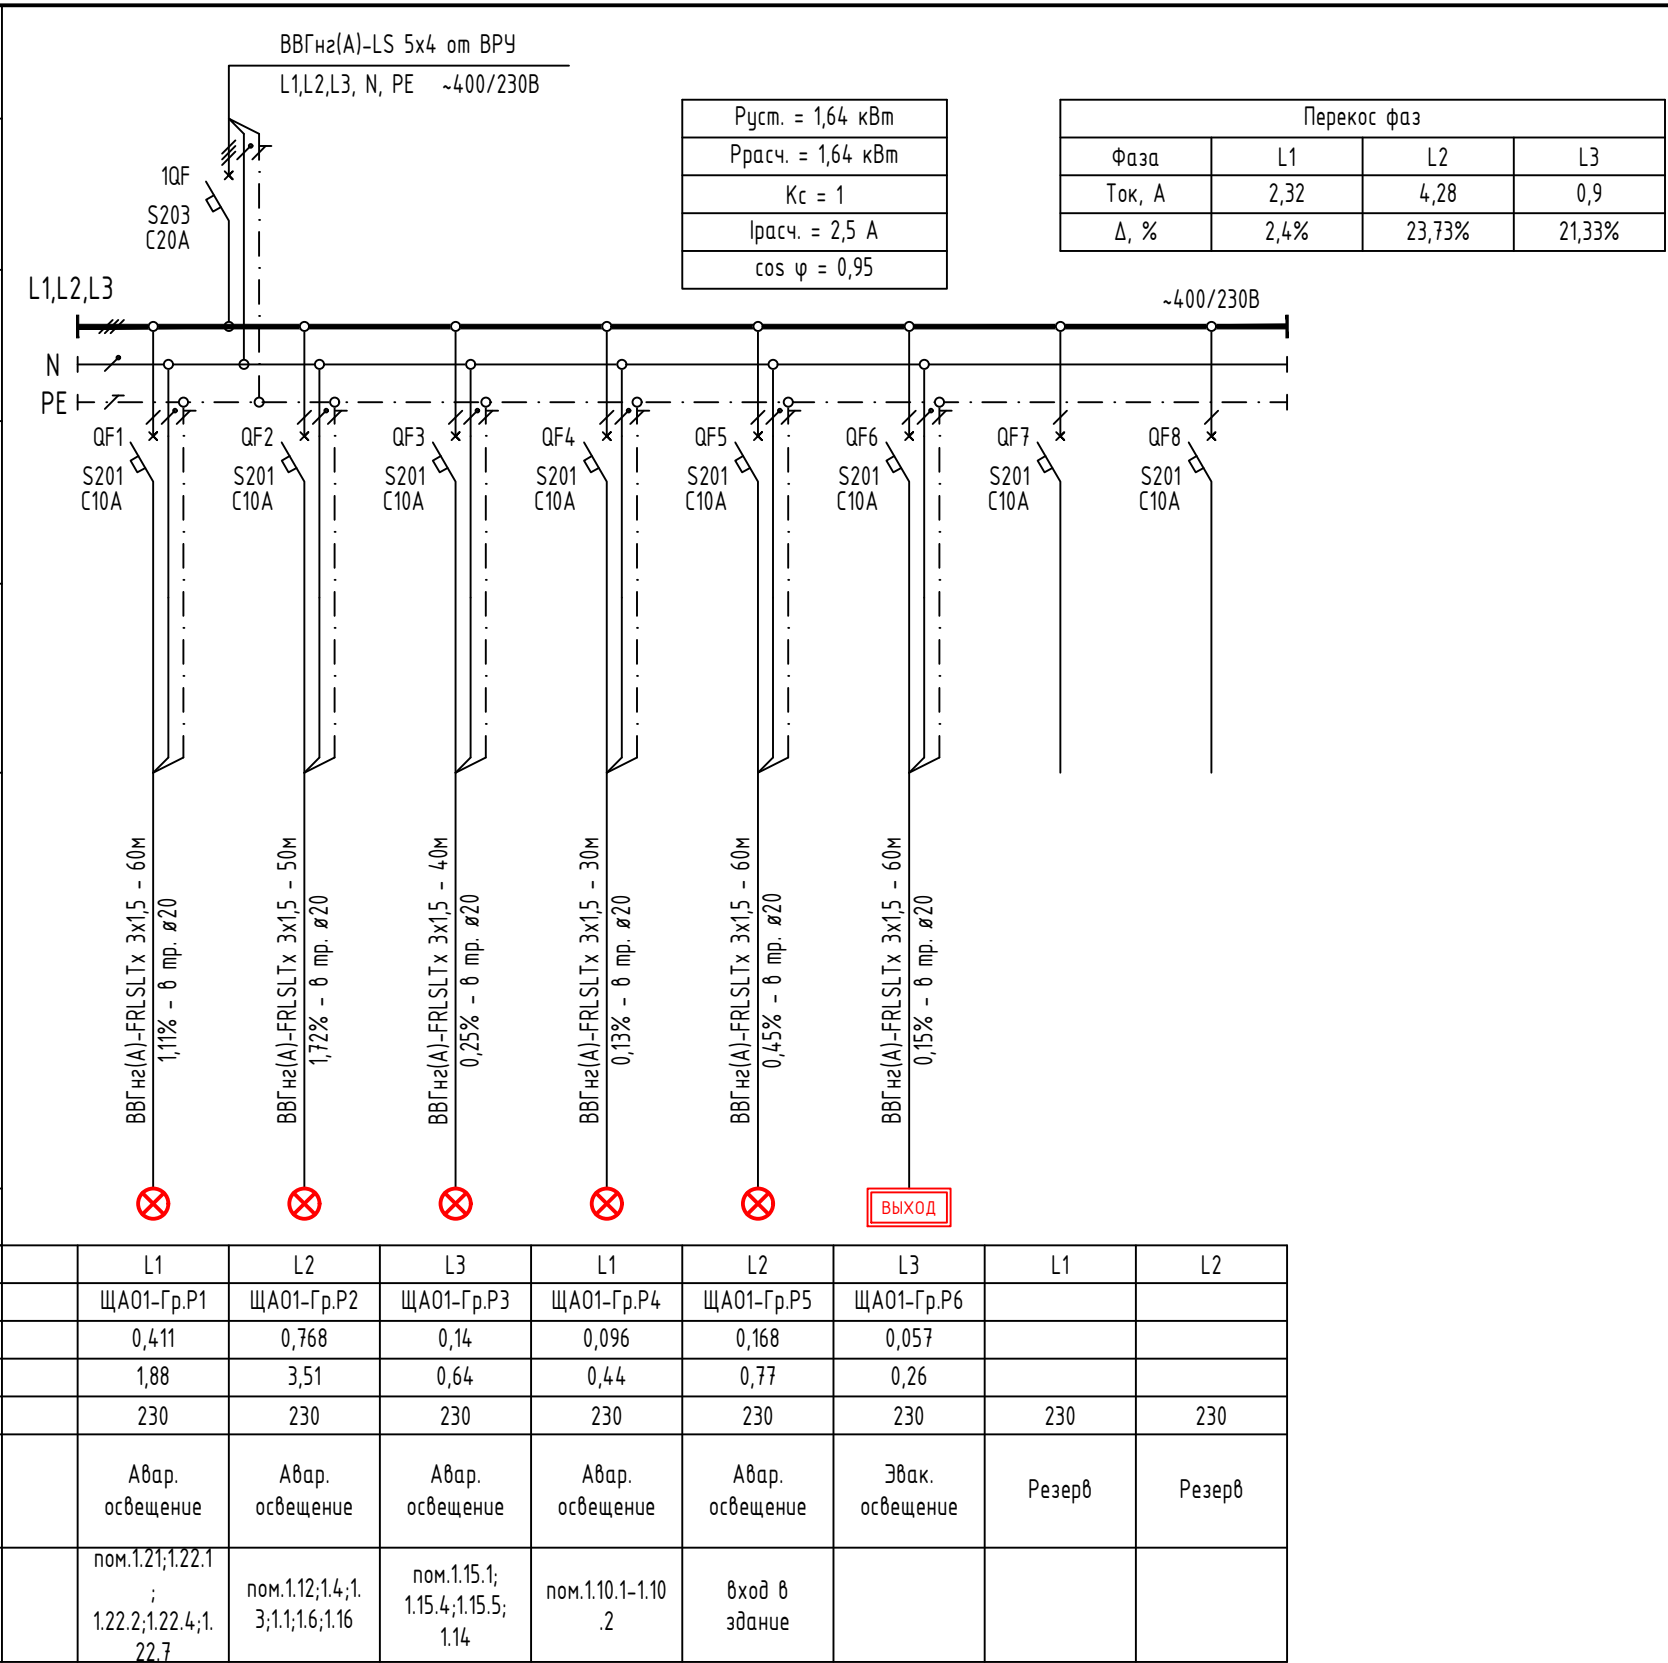 ВВГнг(А)-LS 5х4 от ВРУ
L1,L2,L3, N, PE ~400/230В
1QF
S203
C20A
Руст. = 1,64 кВт
Ррасч. = 1,64 кВт
Кс = 1
Iрасч. = 2,5 А
cos φ = 0,95
Перекос фаз
Фаза L1 L2 L3
Ток, А 2,32 4,28 0,9
Δ, % 2,4% 23,73% 21,33%
L1,L2,L3
~400/230В
N
PE
QF1 QF2 QF3 QF4 QF5 QF6 QF7 QF8
S201 S201 S201 S201 S201 S201 S201 S201
C10A C10A C10A C10A C10A C10A C10A C10A
ВВГнг(А)-FRLSLTx 3х1,5 - 60м
1,11% - в тр. ø20
ВВГнг(А)-FRLSLTx 3х1,5 - 50м
1,72% - в тр. ø20
ВВГнг(А)-FRLSLTx 3х1,5 - 40м
0,25% - в тр. ø20
ВВГнг(А)-FRLSLTx 3х1,5 - 30м
0,13% - в тр. ø20
ВВГнг(А)-FRLSLTx 3х1,5 - 60м
0,45% - в тр. ø20
ВВГнг(А)-FRLSLTx 3х1,5 - 60м
0,15% - в тр. ø20
ВЫХОД
L1 L2 L3 L1 L2 L3 L1 L2
ЩАО1-Гр.Р1 ЩАО1-Гр.Р2 ЩАО1-Гр.Р3 ЩАО1-Гр.Р4 ЩАО1-Гр.Р5 ЩАО1-Гр.Р6
0,411 0,768 0,14 0,096 0,168 0,057
1,88 3,51 0,64 0,44 0,77 0,26
230 230 230 230 230 230 230 230
Авар.
освещение
Авар.
освещение
Авар.
освещение
Авар.
освещение
Авар.
освещение
Эвак.
освещение
Резерв
Резерв
пом.1.21;1.22.1
;
1.22.2;1.22.4;1.
22.7
пом.1.12;1.4;1.
3;1.1;1.6;1.16
пом.1.15.1;
1.15.4;1.15.5;
1.14
пом.1.10.1-1.10
.2
вход в
здание